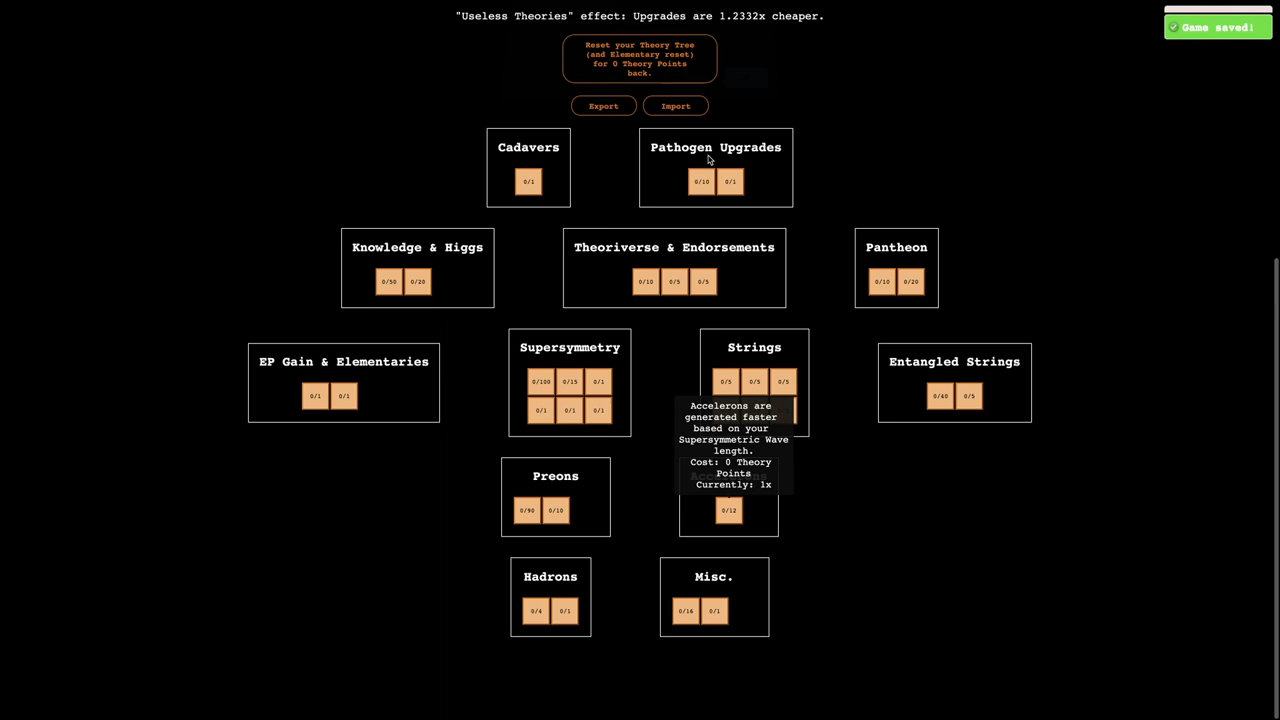 "Useless Theories" effect: Upgrades are 1.2332x cheaper.
Game saved!
Reset your Theory Tree
(and Elementary reset)
for 0 Theory Points
back.
Export
Import
Cadavers
0/1
Pathogen Upgrades
0/10 0/1
Knowledge & Higgs
0/50 0/20
Theoriverse & Endorsements
0/10 0/5 0/5
Pantheon
0/10 0/20
EP Gain & Elementaries
0/1 0/1
Supersymmetry
0/100 0/15 0/1
0/1 0/1 0/1
Strings
0/5 0/5 0/5
Entangled Strings
0/60 0/5
Accelerons are
generated faster
based on your
Supersymmetric Wave
length.
Cost: 0 Theory
Points
Currently: 1x
Preons
0/90 0/10
0/12
Hadrons
0/4 0/1
Misc.
0/16 0/1